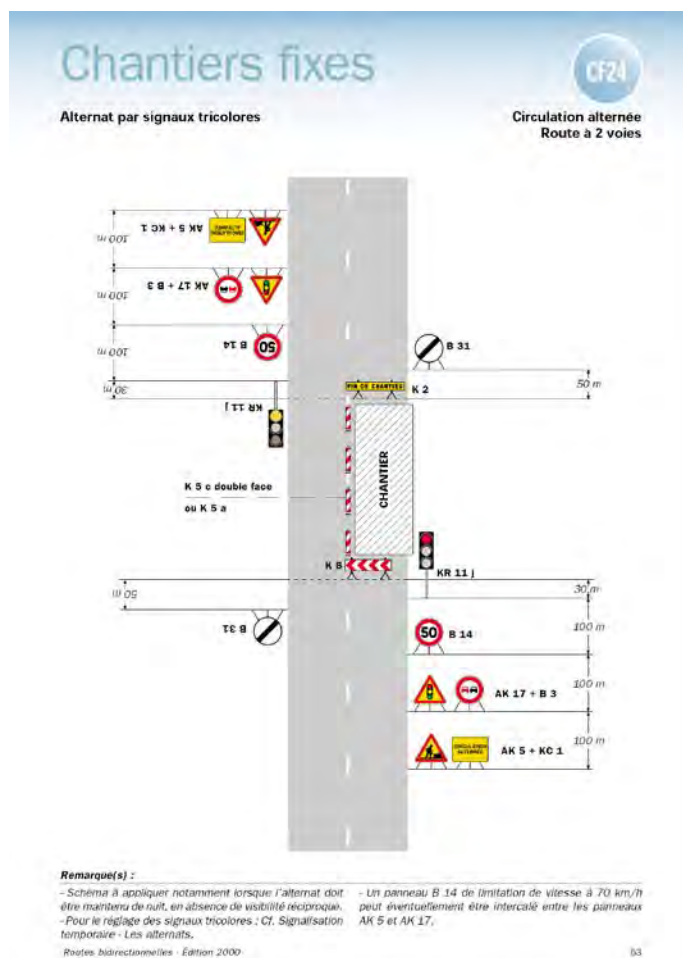 Chantiers fixes
CF24
Alternat par signaux tricolores
Circulation alternée
Route à 2 voies
100 m
AK 5 + KC 1
100 m
AK 17 + B 3
100 m
50
B 14
30 m
KR 11 j
B 31
50 m
FIN DE CHANTIER
K 2
K 5 c double face
ou K 5 a
CHANTIER
K 8
KR 11 j
50 m
B 31
30 m
50
B 14
100 m
AK 17 + B 3
100 m
CIRCULATION
ALTERNÉE
AK 5 + KC 1
100 m
Remarque(s) :
- Schéma à appliquer notamment lorsque l'alternat doit
être maintenu de nuit, en absence de visibilité réciproque.
- Pour le réglage des signaux tricolores : Cf. Signalisation
temporaire - Les alternats.
- Un panneau B 14 de limitation de vitesse à 70 km/h
peut éventuellement être intercalé entre les panneaux
AK 5 et AK 17.
Routes bidirectionnelles - Édition 2000
63